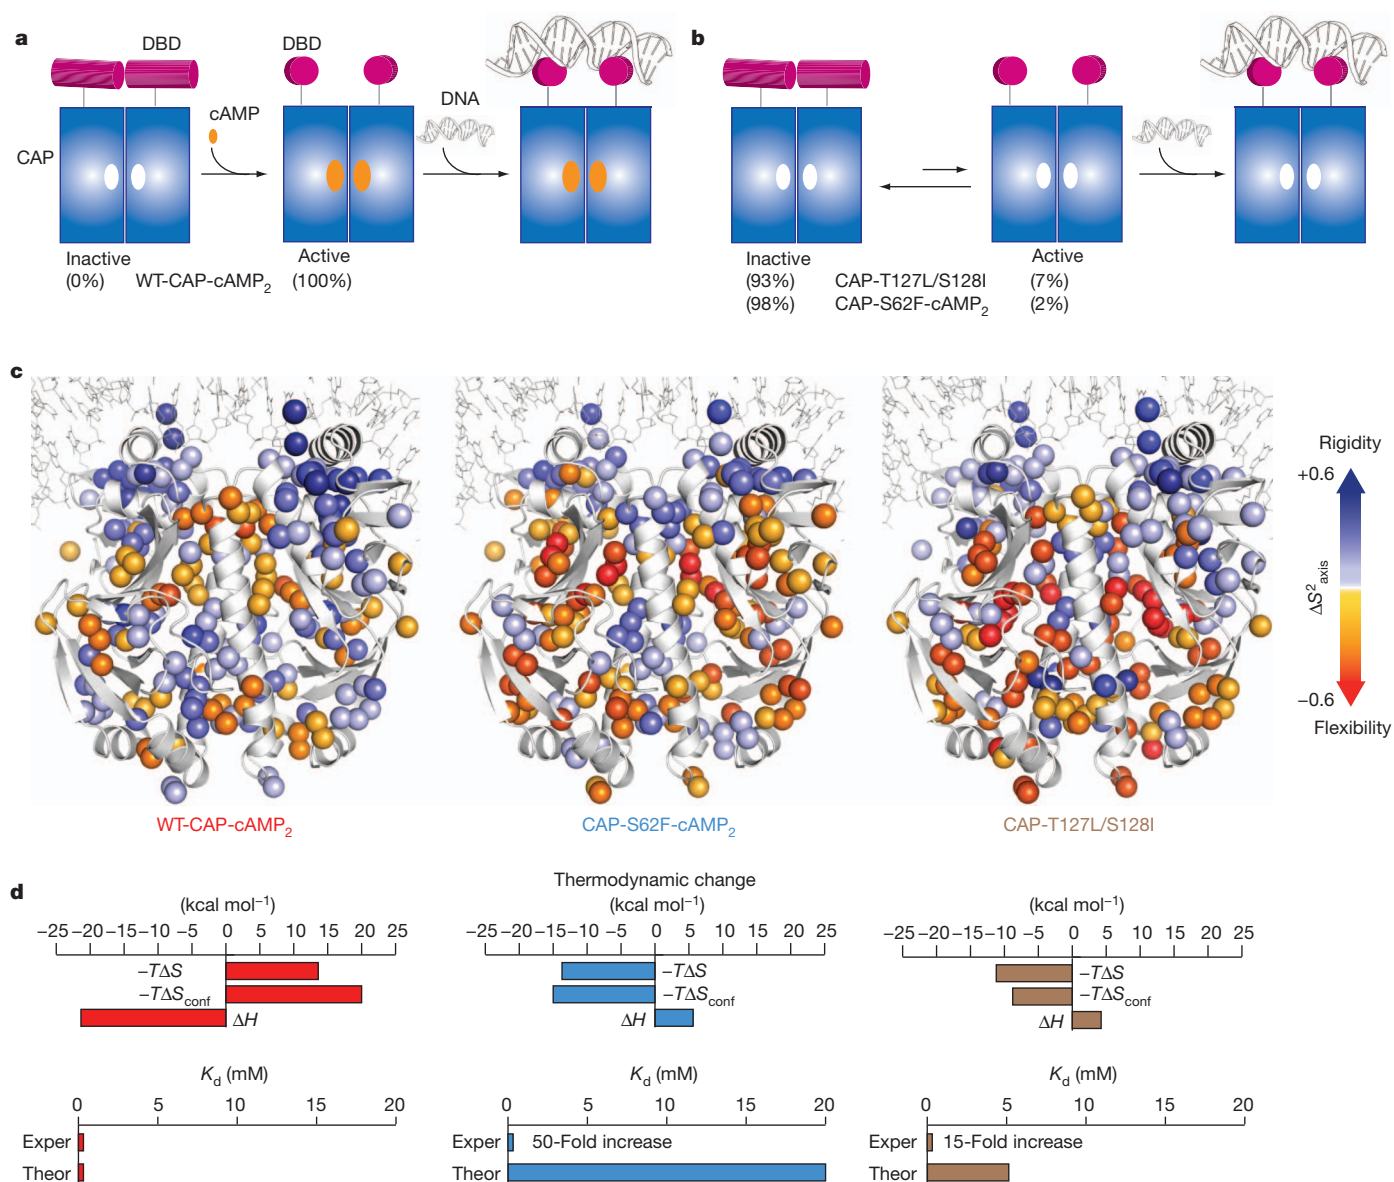 a
DBD
DBD
cAMP
DNA
CAP
Inactive
Active
(0%)
WT-CAP-cAMP2
(100%)
b
Inactive
Active
(93%)
CAP-T127L/S128I
(7%)
(98%)
CAP-S62F-cAMP2
(2%)
c
Rigidity
+0.6
ΔS2axis
−0.6
Flexibility
WT-CAP-cAMP2
CAP-S62F-cAMP2
CAP-T127L/S128I
d
Thermodynamic change
(kcal mol−1)
(kcal mol−1)
(kcal mol−1)
−25 −20 −15 −10 −5 0 5 10 15 20 25
−25 −20 −15 −10 −5 0 5 10 15 20 25
−25 −20 −15 −10 −5 0 5 10 15 20 25
−TΔS
−TΔS
−TΔS
−TΔSconf
−TΔSconf
−TΔSconf
ΔH
ΔH
ΔH
Kd (mM)
Kd (mM)
Kd (mM)
0 5 10 15 20
0 5 10 15 20
0 5 10 15 20
Exper
Exper
50-Fold increase
Exper
15-Fold increase
Theor
Theor
Theor